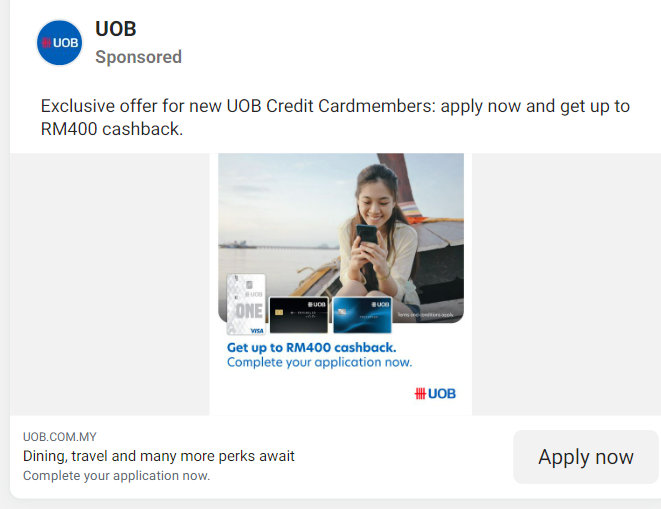 UOB
UOB
Sponsored
Exclusive offer for new UOB Credit Cardmembers: apply now and get up to
RM400 cashback.
UOB
ONE
VISA
UOB
UOB
Terms and conditions apply.
Get up to RM400 cashback.
Complete your application now.
UOB
UOB.COM.MY
Dining, travel and many more perks await
Complete your application now.
Apply now